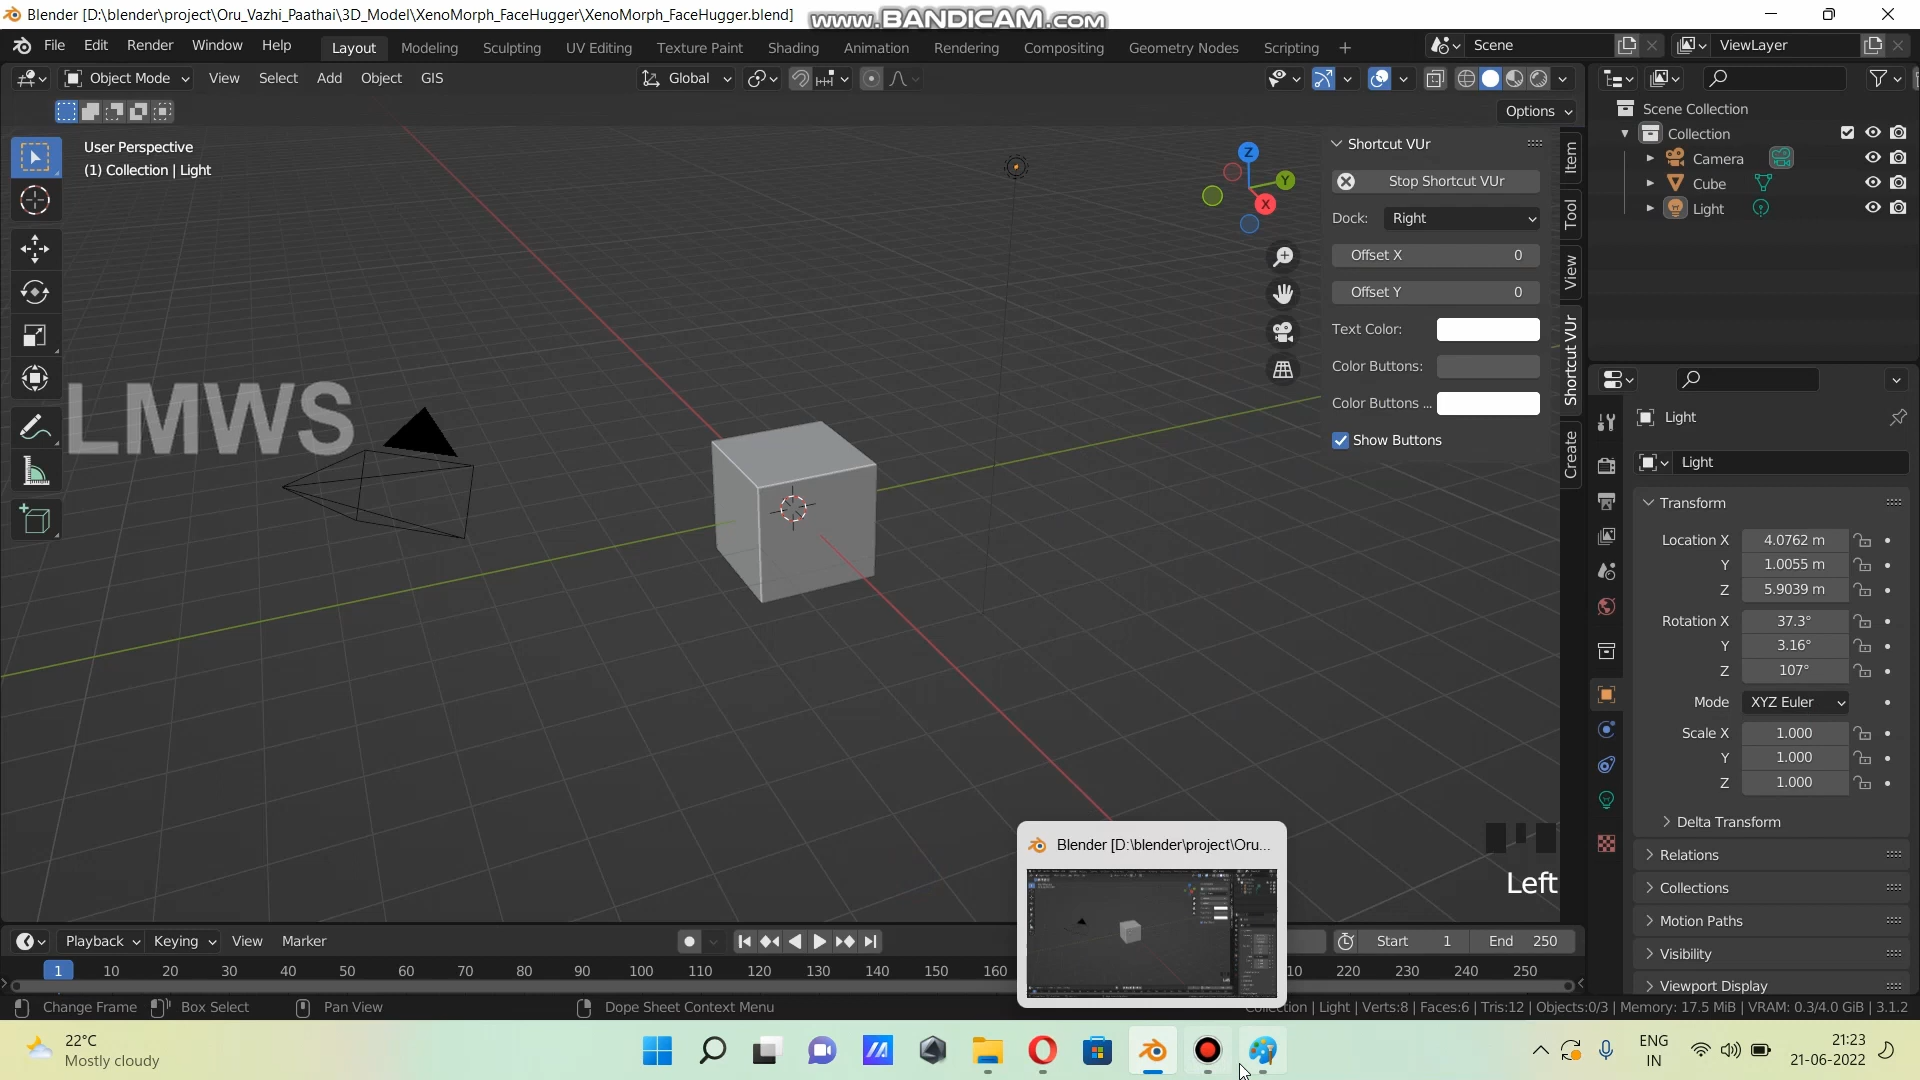 Blender [D:\blender\project\Oru_Vazhi_Paathai\3D_Model\XenoMorph_FaceHugger\XenoMorph_FaceHugger.blend]
www.BANDICAM.com
File Edit Render Window Help
Layout Modeling Sculpting UV Editing Texture Paint Shading Animation Rendering Compositing Geometry Nodes Scripting +
Scene
ViewLayer
Object Mode View Select Add Object GIS
Global
Options
User Perspective
(1) Collection | Light
LMWS
Z
Y
X
Shortcut VUr
Stop Shortcut VUr
Dock: Right
Offset X 0
Offset Y 0
Text Color:
Color Buttons:
Color Buttons ...
Show Buttons
Item
Tool
View
Shortcut VUr
Create
Left
Scene Collection
Collection
Camera
Cube
Light
Light
Light
Transform
Location X 4.0762 m
Y 1.0055 m
Z 5.9039 m
Rotation X 37.3°
Y 3.16°
Z 107°
Mode XYZ Euler
Scale X 1.000
Y 1.000
Z 1.000
Delta Transform
Relations
Collections
Motion Paths
Visibility
Viewport Display
Blender [D:\blender\project\Oru...
Playback Keying View Marker
Start 1 End 250
1 10 20 30 40 50 60 70 80 90 100 110 120 130 140 150 160 10 220 230 240 250
Change Frame Box Select Pan View Dope Sheet Context Menu
Collection | Light | Verts:8 | Faces:6 | Tris:12 | Objects:0/3 | Memory: 17.5 MiB | VRAM: 0.3/4.0 GiB | 3.1.2
22°C
Mostly cloudy
ENG
IN
21:23
21-06-2022